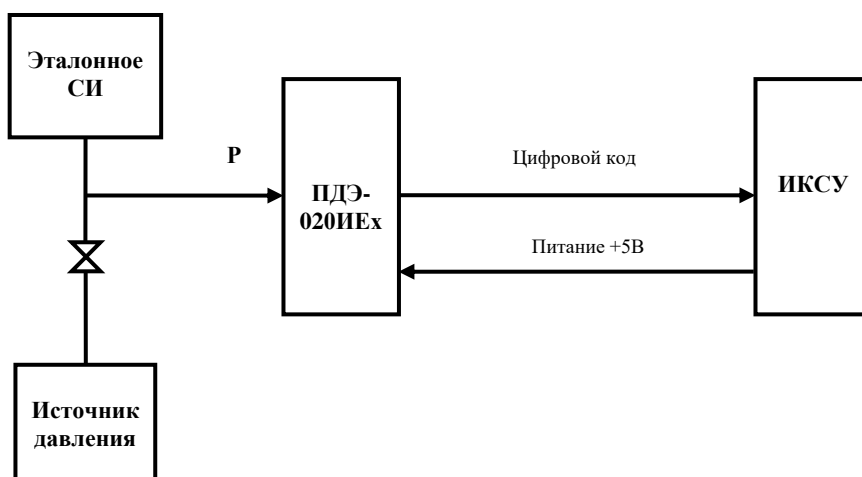 Эталонное
СИ
Р
ПДЭ-
020ИЕх
Цифровой код
ИКСУ
Питание +5В
Источник
давления